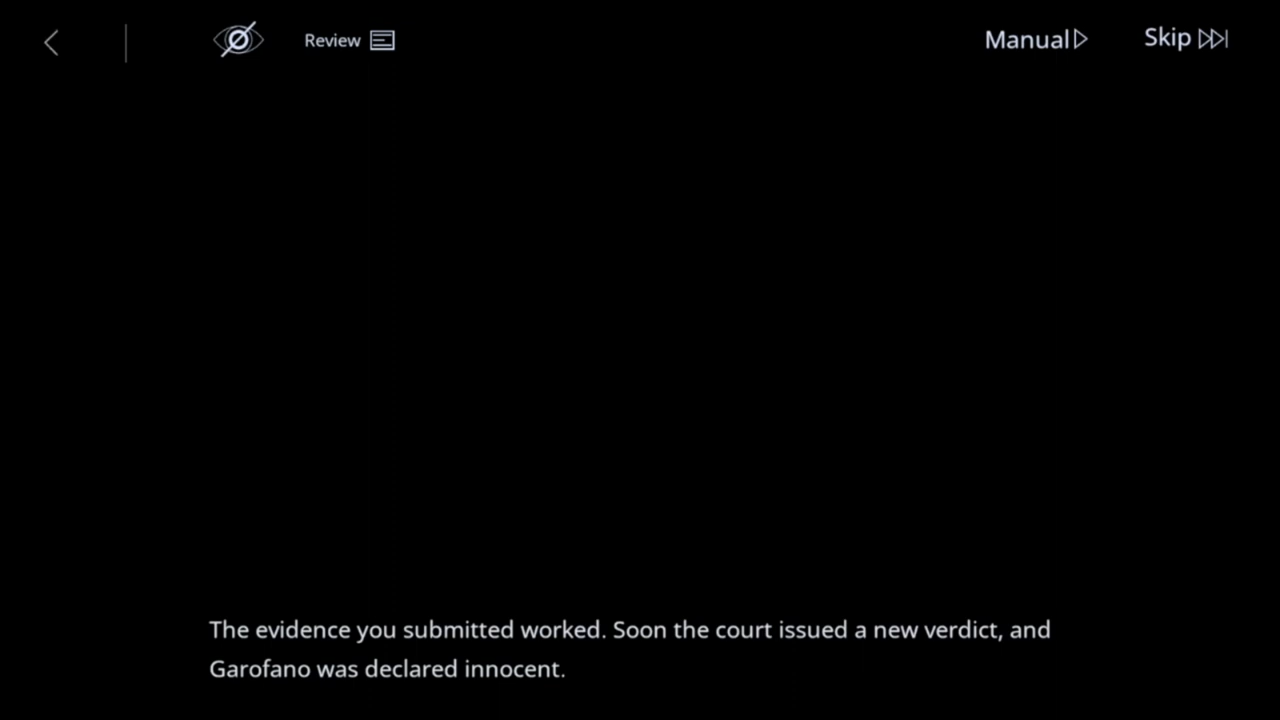 Review
Manual
Skip
The evidence you submitted worked. Soon the court issued a new verdict, and
Garofano was declared innocent.